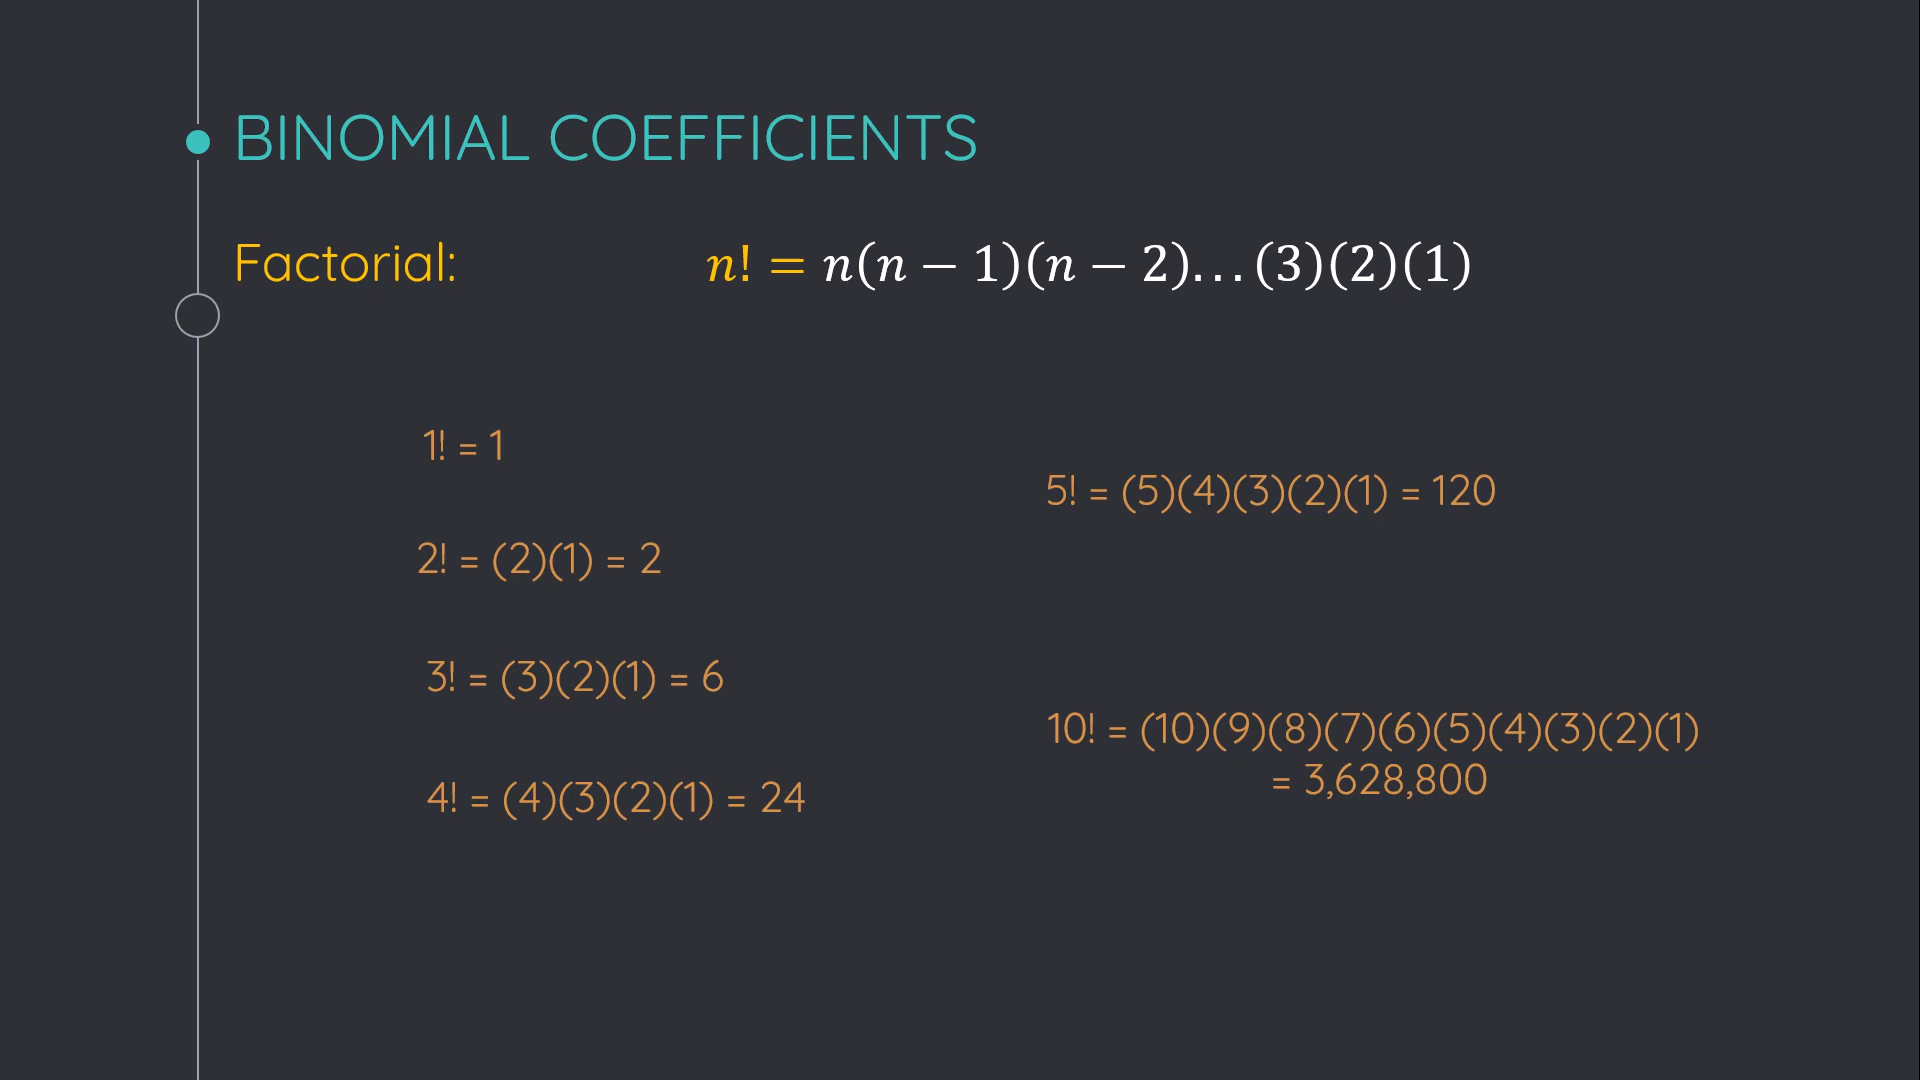 BINOMIAL COEFFICIENTS
Factorial: n! = n(n − 1)(n − 2)...(3)(2)(1)
1! = 1
2! = (2)(1) = 2
3! = (3)(2)(1) = 6
4! = (4)(3)(2)(1) = 24
5! = (5)(4)(3)(2)(1) = 120
10! = (10)(9)(8)(7)(6)(5)(4)(3)(2)(1)
= 3,628,800